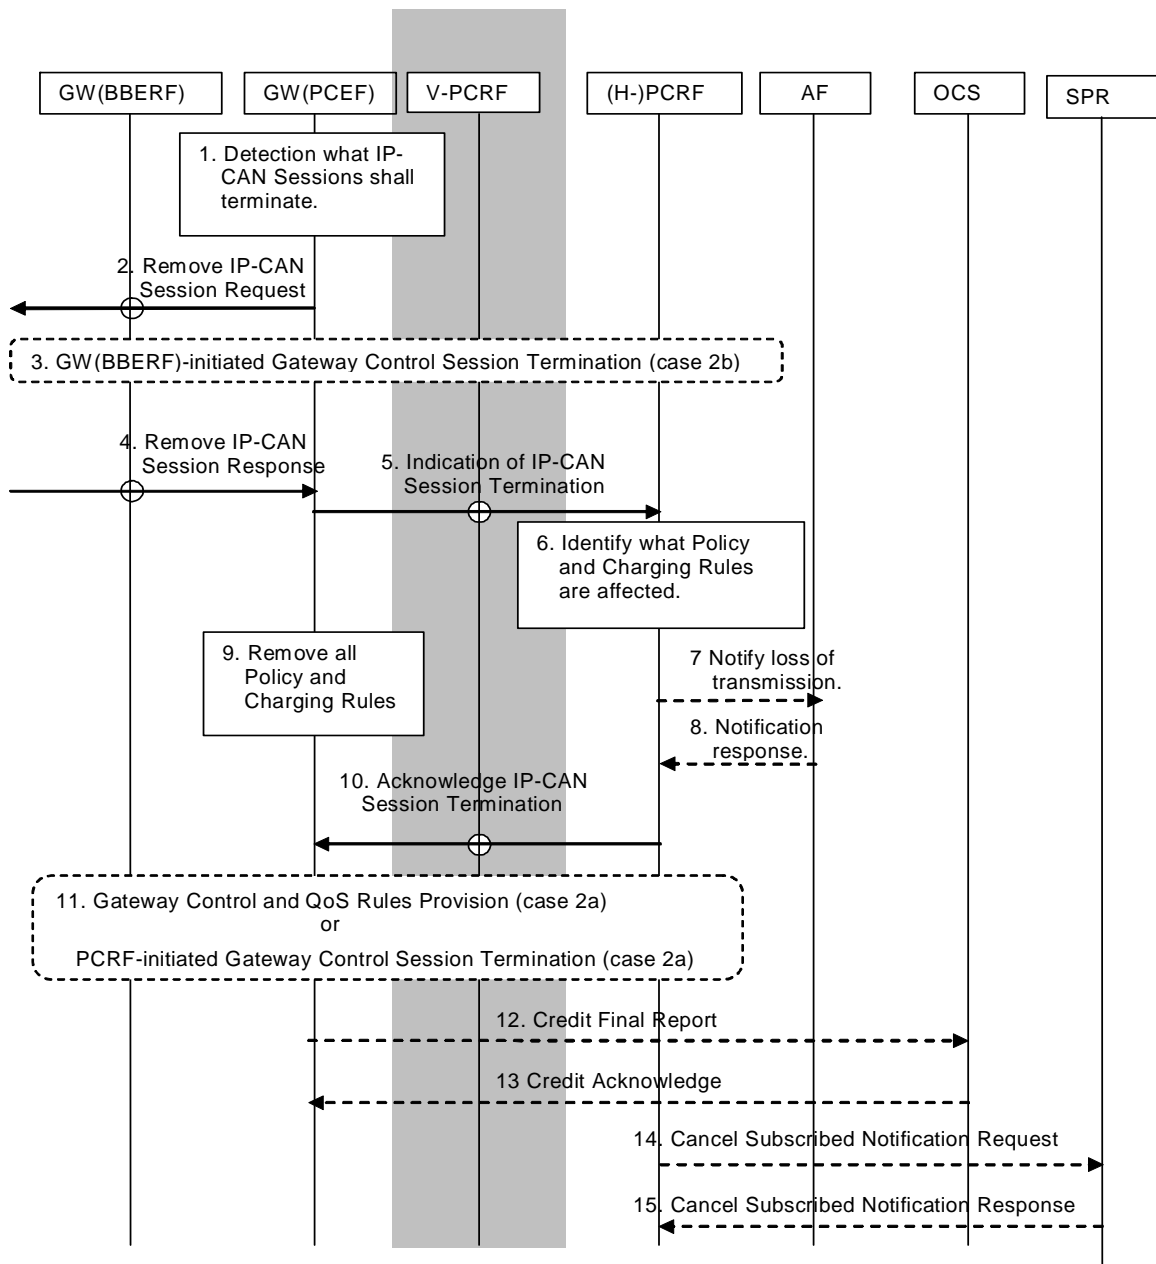 GW(BBERF)
GW(PCEF)
V-PCRF
(H-)PCRF
AF
OCS
SPR
1. Detection what IP-
CAN Sessions shall
terminate.
2. Remove IP-CAN
Session Request
3. GW(BBERF)-initiated Gateway Control Session Termination (case 2b)
4. Remove IP-CAN
Session Response
5. Indication of IP-CAN
Session Termination
6. Identify what Policy
and Charging Rules
are affected.
9. Remove all
Policy and
Charging Rules
7 Notify loss of
transmission.
8. Notification
response.
10. Acknowledge IP-CAN
Session Termination
11. Gateway Control and QoS Rules Provision (case 2a)
or
PCRF-initiated Gateway Control Session Termination (case 2a)
12. Credit Final Report
13 Credit Acknowledge
14. Cancel Subscribed Notification Request
15. Cancel Subscribed Notification Response